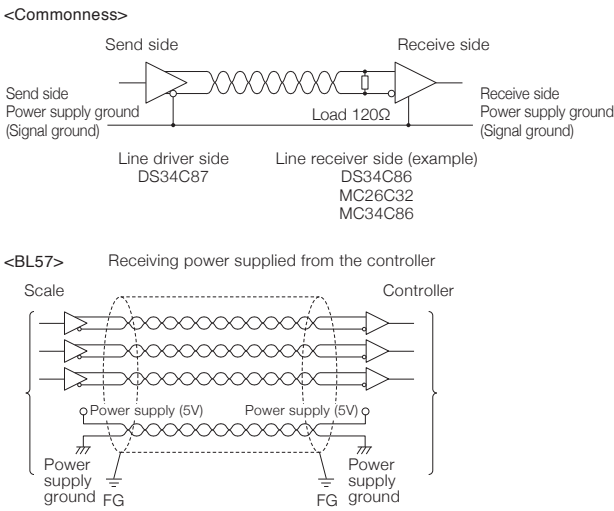 <Commonness>
Send side
Receive side
Send side
Power supply ground
(Signal ground)
Load 120Ω
Receive side
Power supply ground
(Signal ground)
Line driver side
DS34C87
Line receiver side (example)
DS34C86
MC26C32
MC34C86
<BL57>
Receiving power supplied from the controller
Scale
Controller
Power supply (5V)
Power supply (5V)
Power
supply
ground
FG
FG
Power
supply
ground